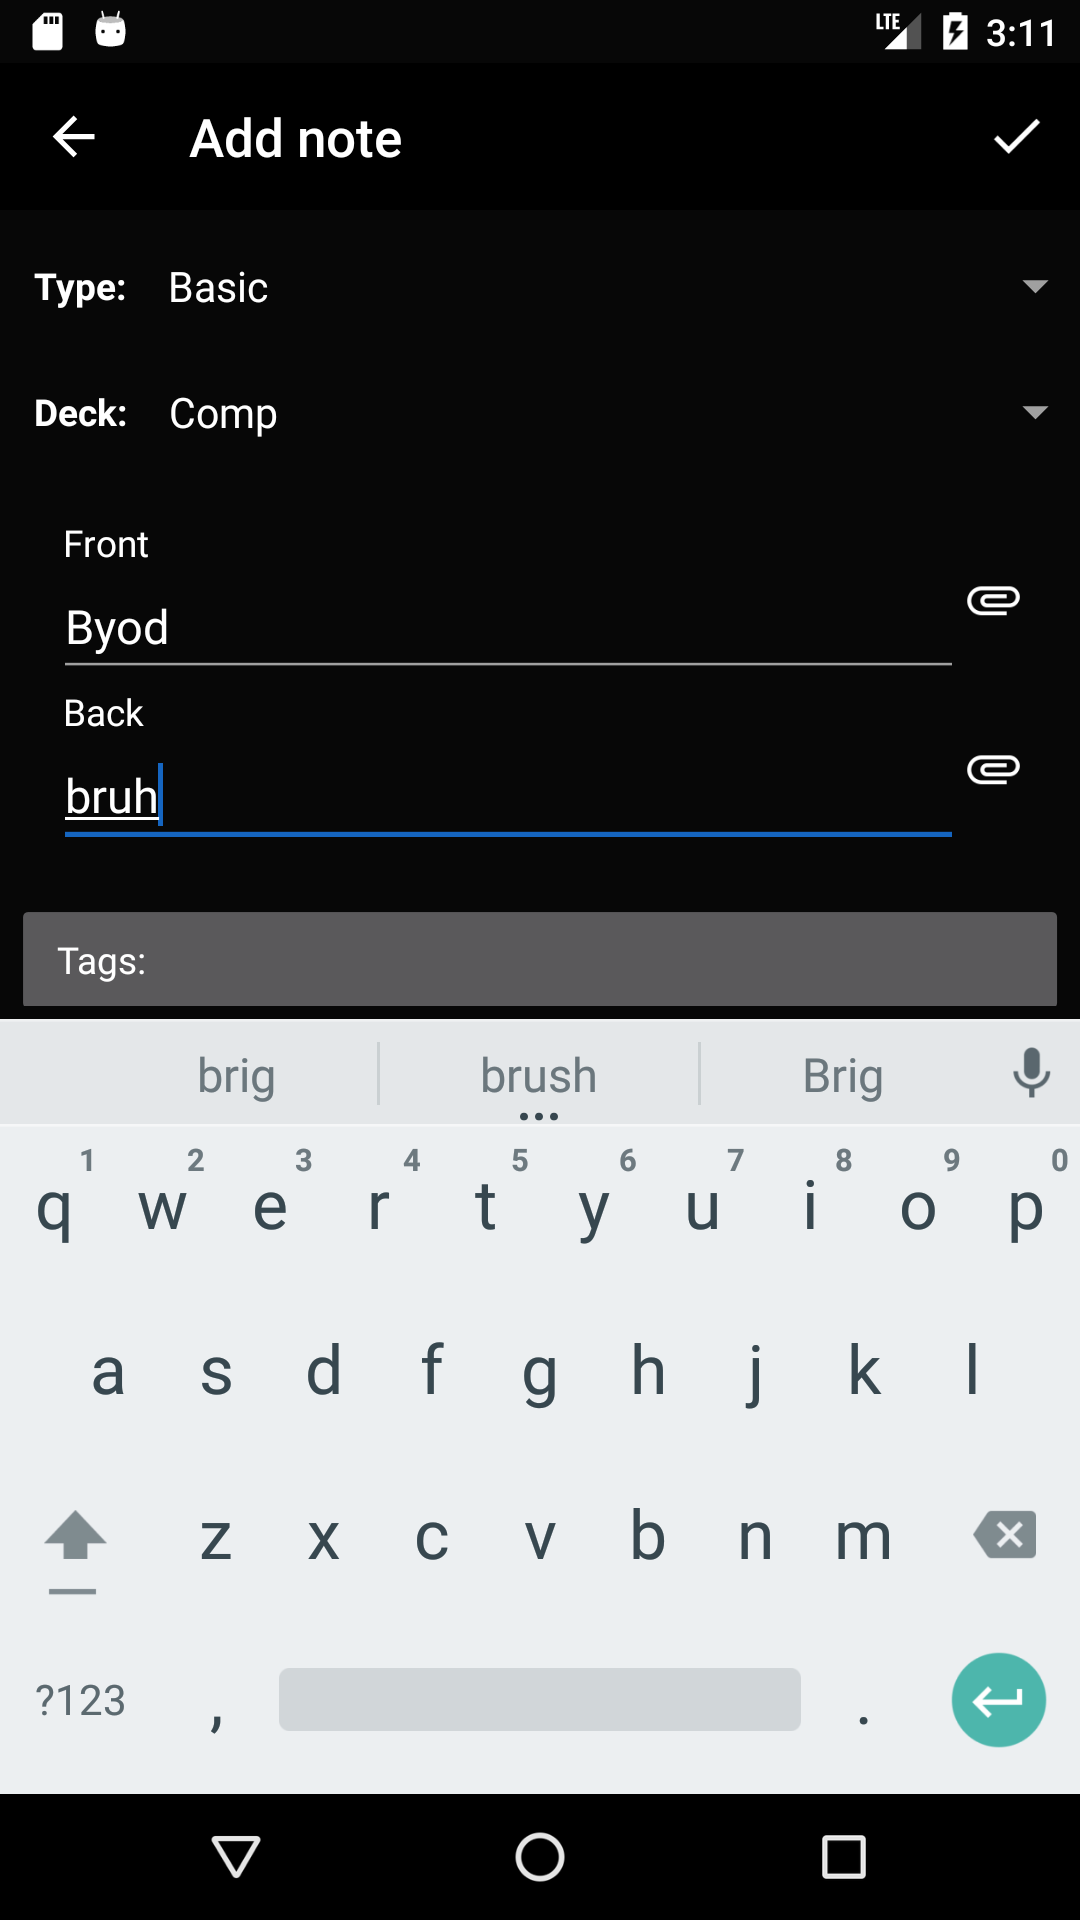 LTE 3:11
Add note
Type: Basic
Deck: Comp
Front
Byod
Back
bruh
Tags:
brig brush Brig
1 2 3 4 5 6 7 8 9 0
q w e r t y u i o p
a s d f g h j k l
z x c v b n m
?123 , .